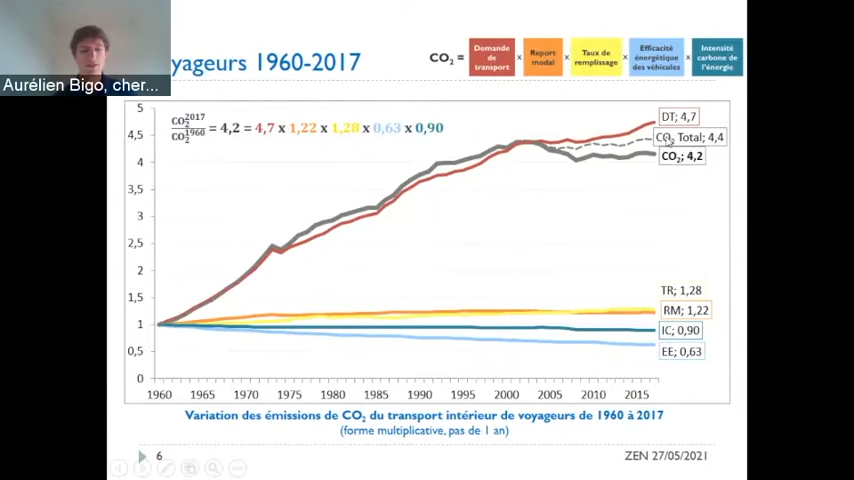 Aurélien Bigo, cher...
yageurs 1960-2017
CO₂ = Demande de transport x Report modal x Taux de remplissage x Efficacité énergétique des véhicules x Intensité carbone de l'énergie
CO₂²⁰¹⁷ / CO₂¹⁹⁶⁰ = 4,2 = 4,7 x 1,22 x 1,28 x 0,63 x 0,90
5
4,5
4
3,5
3
2,5
2
1,5
1
0,5
0
DT; 4,7
CO₂ Total; 4,4
CO₂; 4,2
TR; 1,28
RM; 1,22
IC; 0,90
EE; 0,63
1960 1965 1970 1975 1980 1985 1990 1995 2000 2005 2010 2015
Variation des émissions de CO₂ du transport intérieur de voyageurs de 1960 à 2017
(forme multiplicative, pas de 1 an)
6
ZEN 27/05/2021